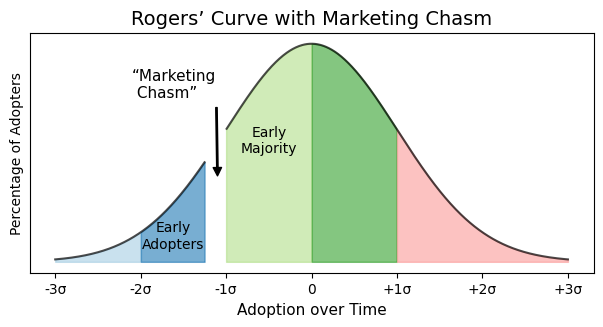 Rogers’ Curve with Marketing Chasm
“Marketing
Chasm”
Early
Majority
Early
Adopters
Percentage of Adopters
-3σ -2σ -1σ 0 +1σ +2σ +3σ
Adoption over Time